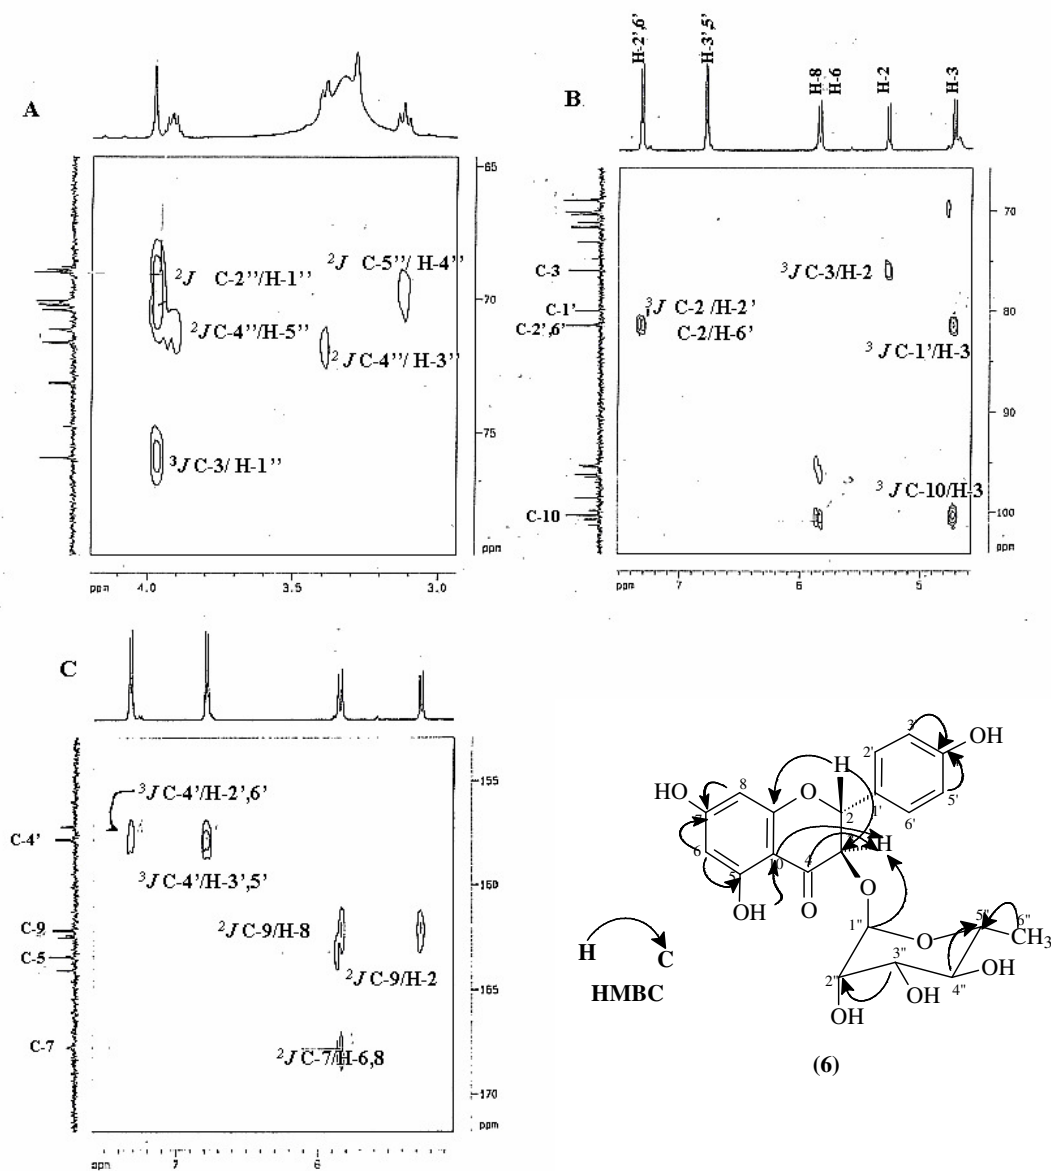 A
65
²J C-2’’/H-1’’
²J C-5’’/ H-4’’
70
²J C-4’’/H-5’’
²J C-4’’/ H-3’’
75
³J C-3/ H-1’’
ppm
ppm 4.0 3.5 3.0
B
H-2’,6’
H-3’,5’
H-8
H-6
H-2
H-3
70
C-3
³J C-3/H-2
C-1’
³J C-2 /H-2’
80
C-2’,6’
C-2/H-6’
³J C-1’/H-3
90
³J C-10/H-3
C-10
100
ppm
7 6 5
C
155
³J C-4’/H-2’,6’
C-4’
³J C-4’/H-3’,5’
150
C-9
²J C-9/H-8
C-5
²J C-9/H-2
165
C-7
²J C-7/H-6,8
170
ppm
ppm 7 6
3'
OH
2'
H
8
HO
O
2
1'
5'
7
6'
6
4
H
5
10
O
OH
O
1''
5''
6''
O
CH3
H
C
3''
2''
OH
OH
4''
HMBC
OH
(6)